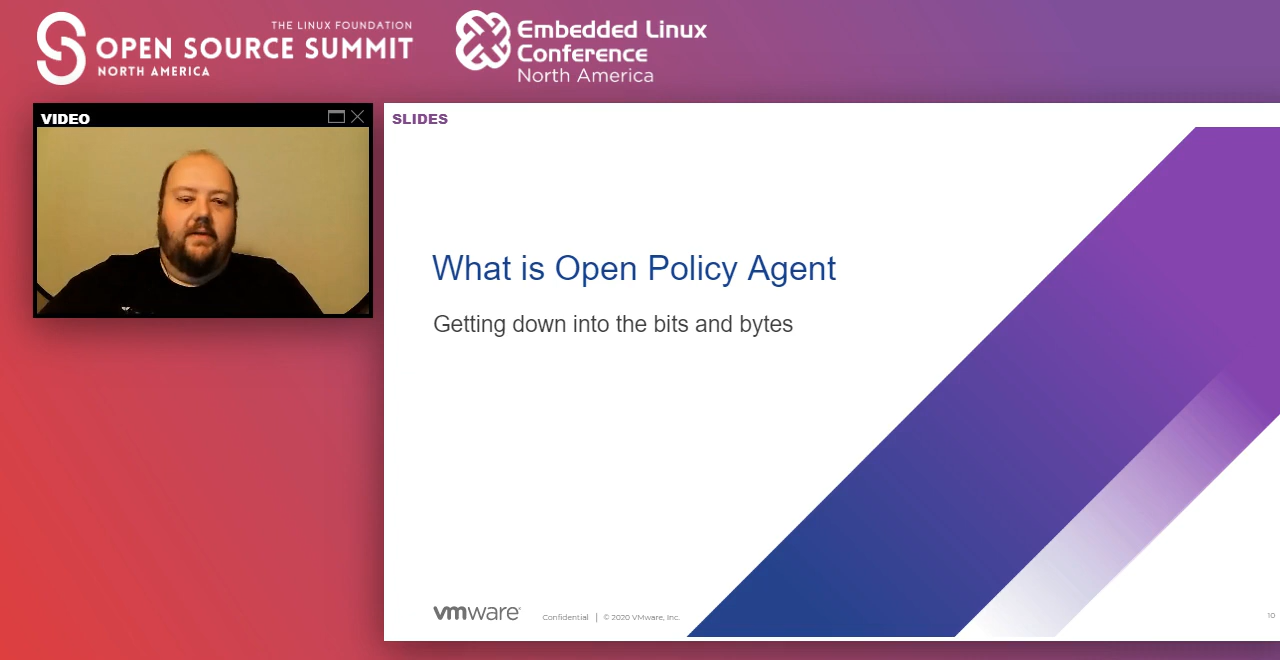 THE LINUX FOUNDATION
OPEN SOURCE SUMMIT
NORTH AMERICA
Embedded Linux
Conference
North America
VIDEO
SLIDES
What is Open Policy Agent
Getting down into the bits and bytes
vmware
Confidential | © 2020 VMware, Inc.
10